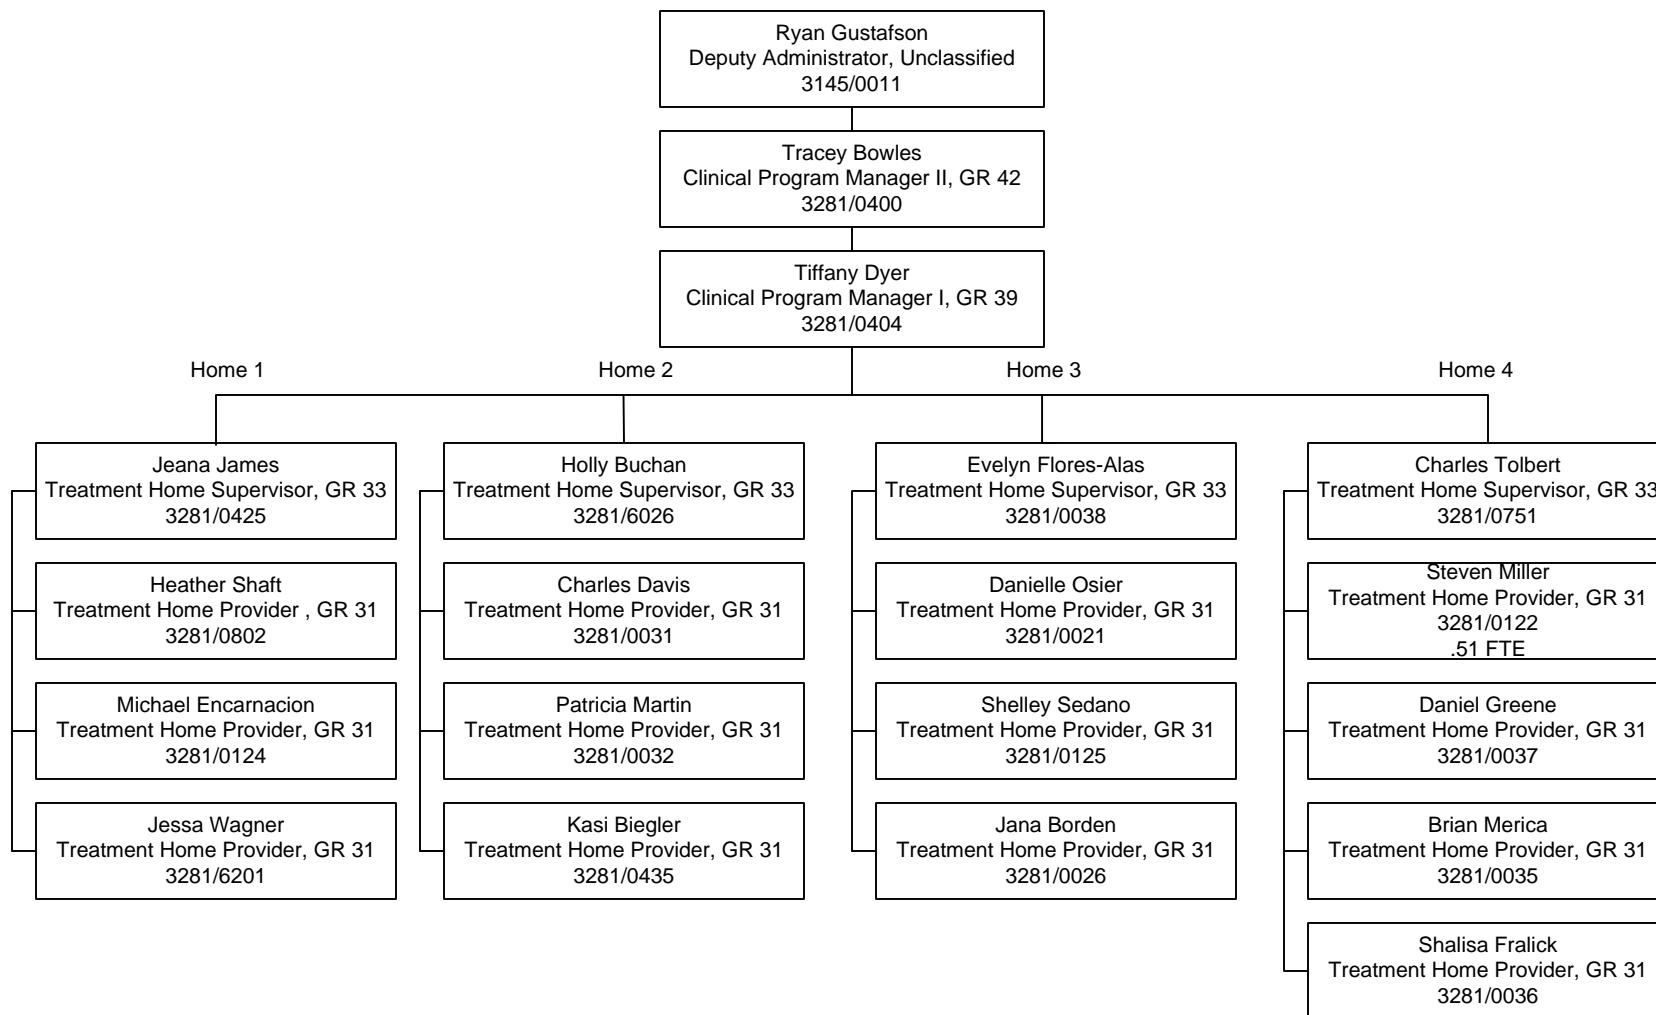 Ryan Gustafson
Deputy Administrator, Unclassified
3145/0011
Tracey Bowles
Clinical Program Manager II, GR 42
3281/0400
Tiffany Dyer
Clinical Program Manager I, GR 39
3281/0404
Home 1
Home 2
Home 3
Home 4
Jeana James
Treatment Home Supervisor, GR 33
3281/0425
Heather Shaft
Treatment Home Provider , GR 31
3281/0802
Michael Encarnacion
Treatment Home Provider, GR 31
3281/0124
Jessa Wagner
Treatment Home Provider, GR 31
3281/6201
Holly Buchan
Treatment Home Supervisor, GR 33
3281/6026
Charles Davis
Treatment Home Provider, GR 31
3281/0031
Patricia Martin
Treatment Home Provider, GR 31
3281/0032
Kasi Biegler
Treatment Home Provider, GR 31
3281/0435
Evelyn Flores-Alas
Treatment Home Supervisor, GR 33
3281/0038
Danielle Osier
Treatment Home Provider, GR 31
3281/0021
Shelley Sedano
Treatment Home Provider, GR 31
3281/0125
Jana Borden
Treatment Home Provider, GR 31
3281/0026
Charles Tolbert
Treatment Home Supervisor, GR 33
3281/0751
Steven Miller
Treatment Home Provider, GR 31
3281/0122
.51 FTE
Daniel Greene
Treatment Home Provider, GR 31
3281/0037
Brian Merica
Treatment Home Provider, GR 31
3281/0035
Shalisa Fralick
Treatment Home Provider, GR 31
3281/0036